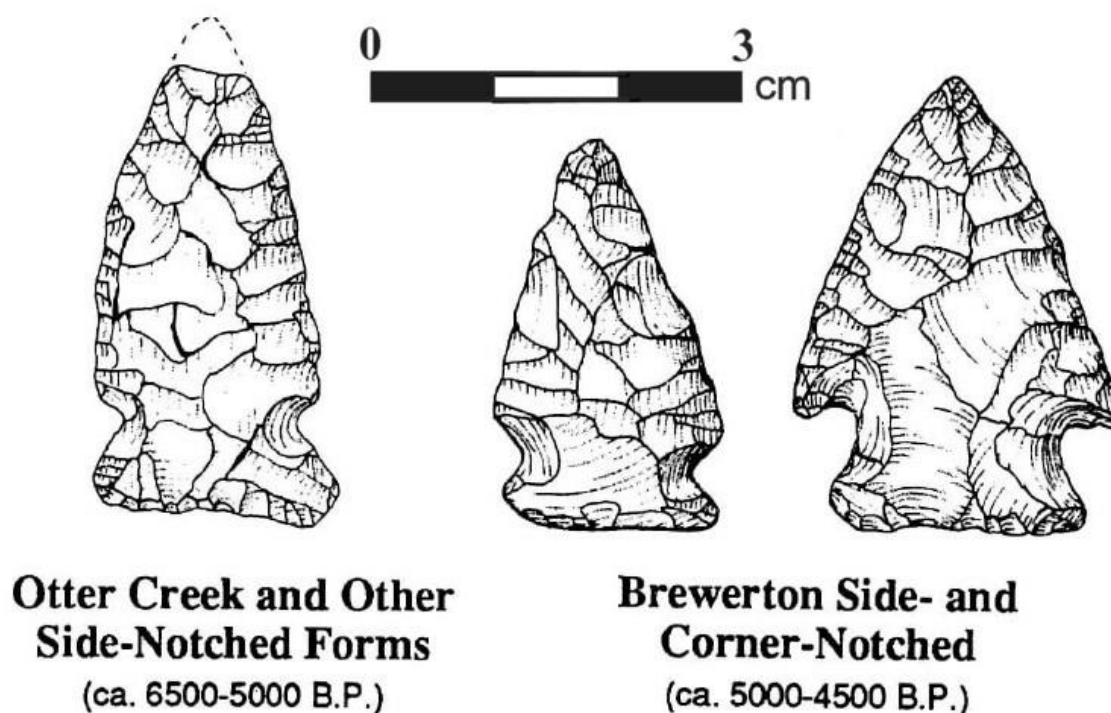 0 3
cm
Otter Creek and Other
Side-Notched Forms
(ca. 6500-5000 B.P.)
Brewerton Side- and
Corner-Notched
(ca. 5000-4500 B.P.)